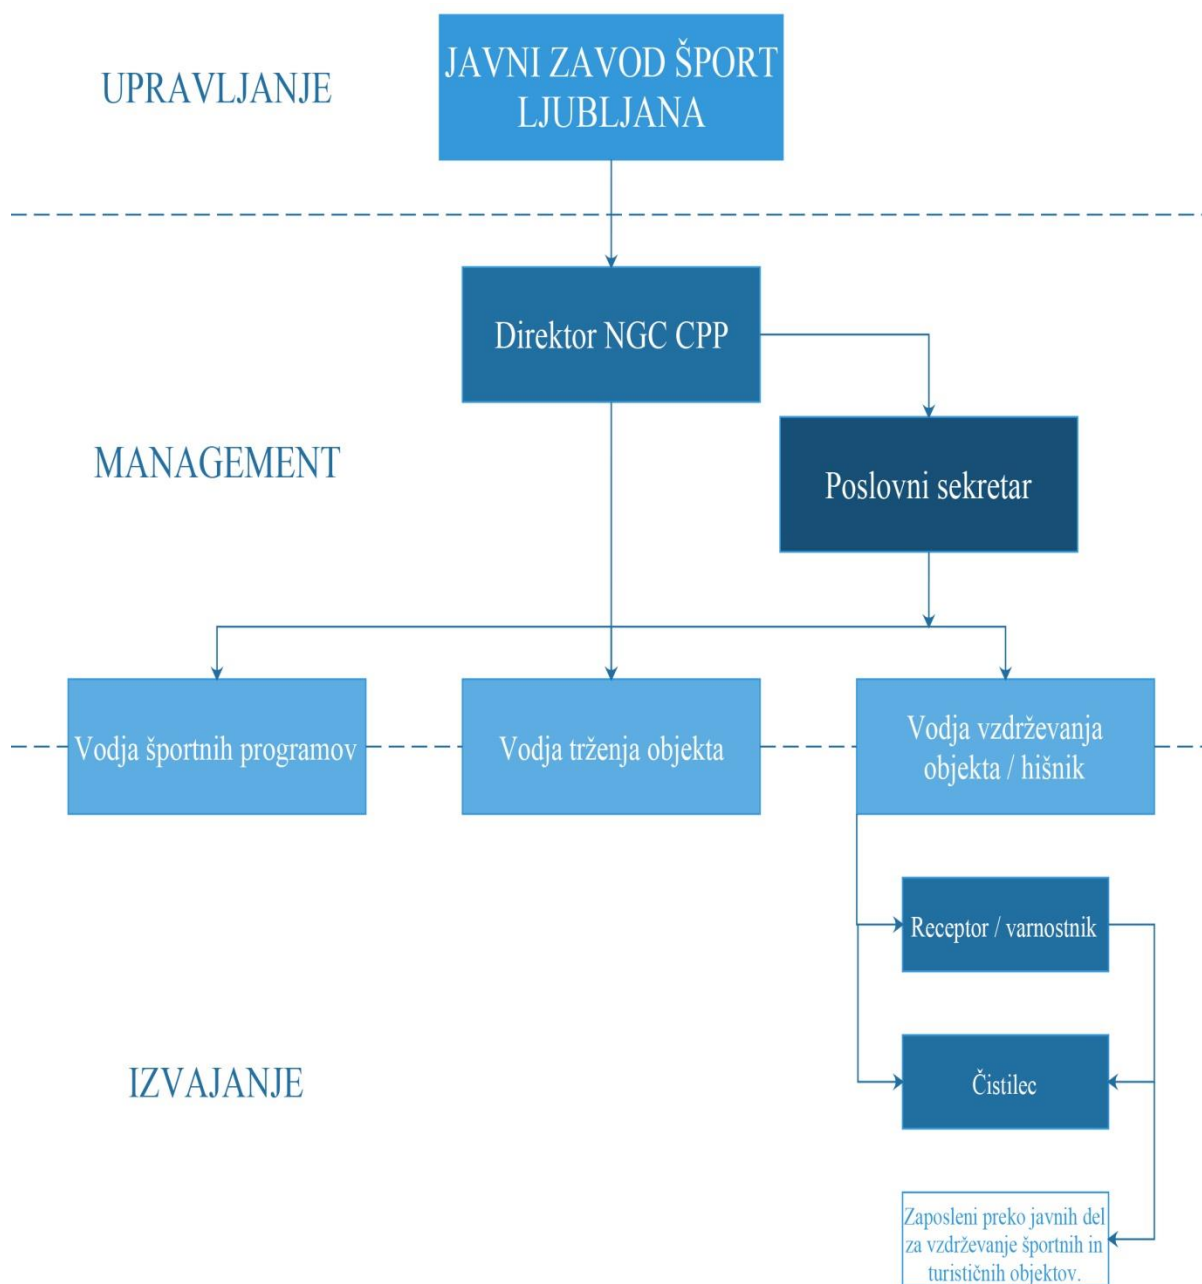 UPRAVLJANJE
JAVNI ZAVOD ŠPORT
LJUBLJANA
Direktor NGC CPP
MANAGEMENT
Poslovni sekretar
Vodja športnih programov
Vodja trženja objekta
Vodja vzdrževanja
objekta / hišnik
Receptor / varnostnik
IZVAJANJE
Čistilec
Zaposleni preko javnih del
za vzdrževanje športnih in
turističnih objektov.